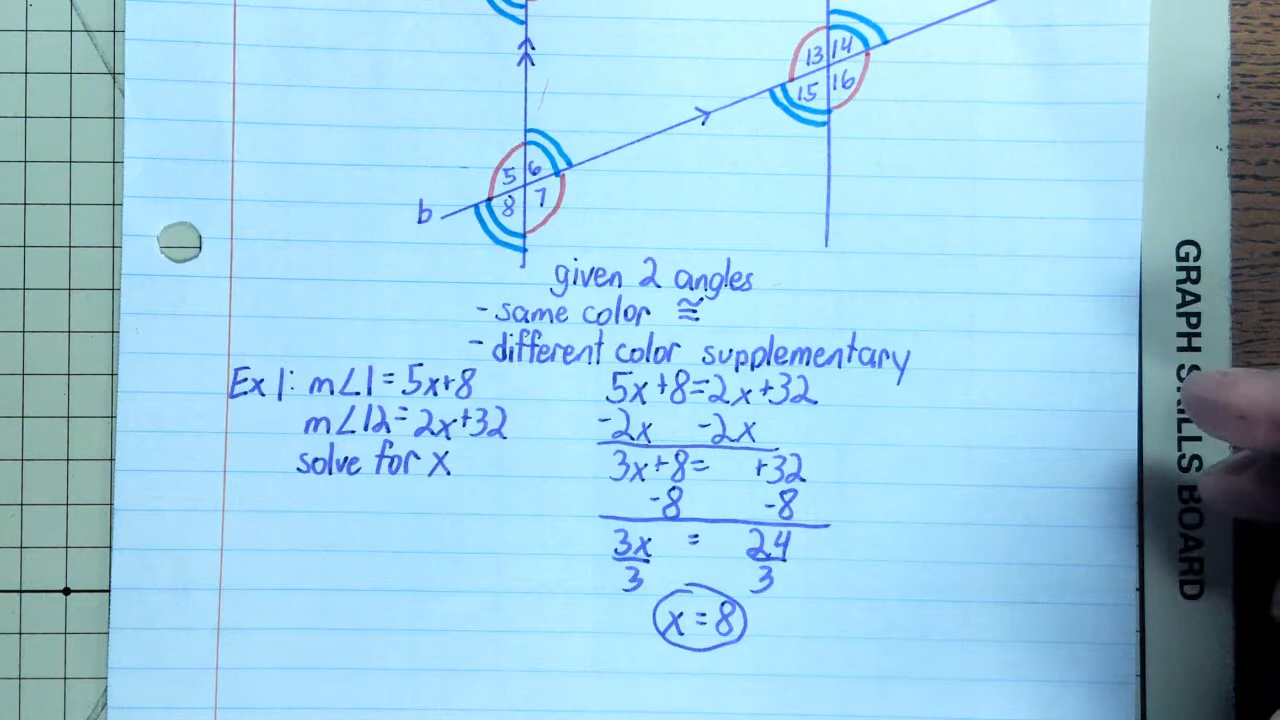 13 14
15 16
5 6
8 7
b
given 2 angles
- same color ≅
- different color supplementary
Ex 1: m∠1 = 5x+8
m∠12 = 2x+32
solve for x
5x+8=2x+32
-2x -2x
3x+8= +32
-8 -8
3x = 24
3 3
x=8
GRAPH SKILLS BOARD